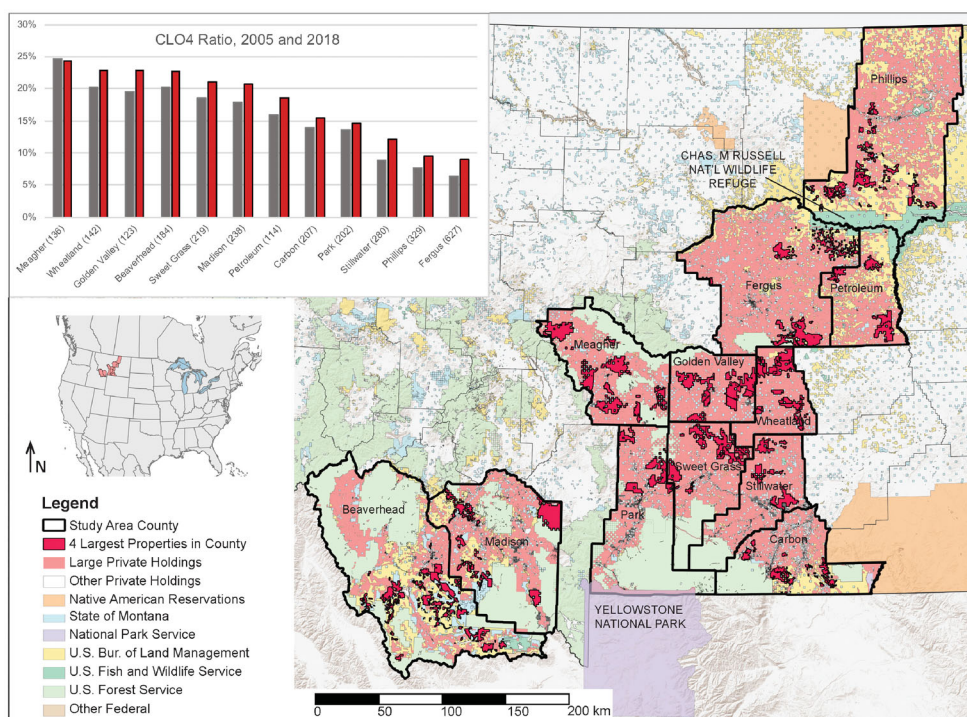 CLO4 Ratio, 2005 and 2018
30%
25%
20%
15%
10%
5%
0%
Meagher (136)
Wheatland (142)
Golden Valley (123)
Beaverhead (184)
Sweet Grass (219)
Madison (238)
Petroleum (114)
Carbon (207)
Park (202)
Stillwater (280)
Phillips (329)
Fergus (627)
Phillips
CHAS. M RUSSELL
NAT'L WILDLIFE
REFUGE
Fergus
Petroleum
Meagher
Golden Valley
Wheatland
Sweet Grass
Stillwater
Park
Carbon
Beaverhead
Madison
YELLOWSTONE
NATIONAL PARK
N
Legend
Study Area County
4 Largest Properties in County
Large Private Holdings
Other Private Holdings
Native American Reservations
State of Montana
National Park Service
U.S. Bur. of Land Management
U.S. Fish and Wildlife Service
U.S. Forest Service
Other Federal
0 50 100 150 200 km